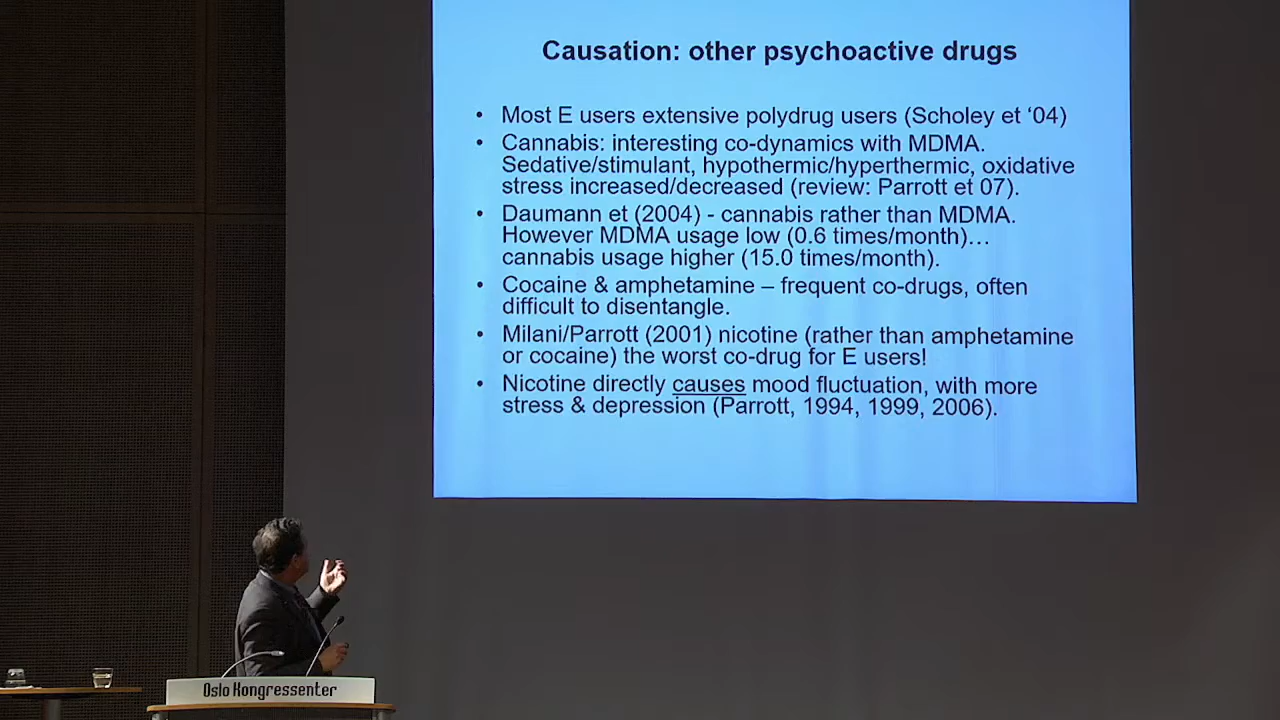 Causation: other psychoactive drugs
• Most E users extensive polydrug users (Scholey et ‘04)
• Cannabis: interesting co-dynamics with MDMA.
Sedative/stimulant, hypothermic/hyperthermic, oxidative
stress increased/decreased (review: Parrott et 07).
• Daumann et (2004) - cannabis rather than MDMA.
However MDMA usage low (0.6 times/month)…
cannabis usage higher (15.0 times/month).
• Cocaine & amphetamine – frequent co-drugs, often
difficult to disentangle.
• Milani/Parrott (2001) nicotine (rather than amphetamine
or cocaine) the worst co-drug for E users!
• Nicotine directly causes mood fluctuation, with more
stress & depression (Parrott, 1994, 1999, 2006).
Oslo Kongressenter